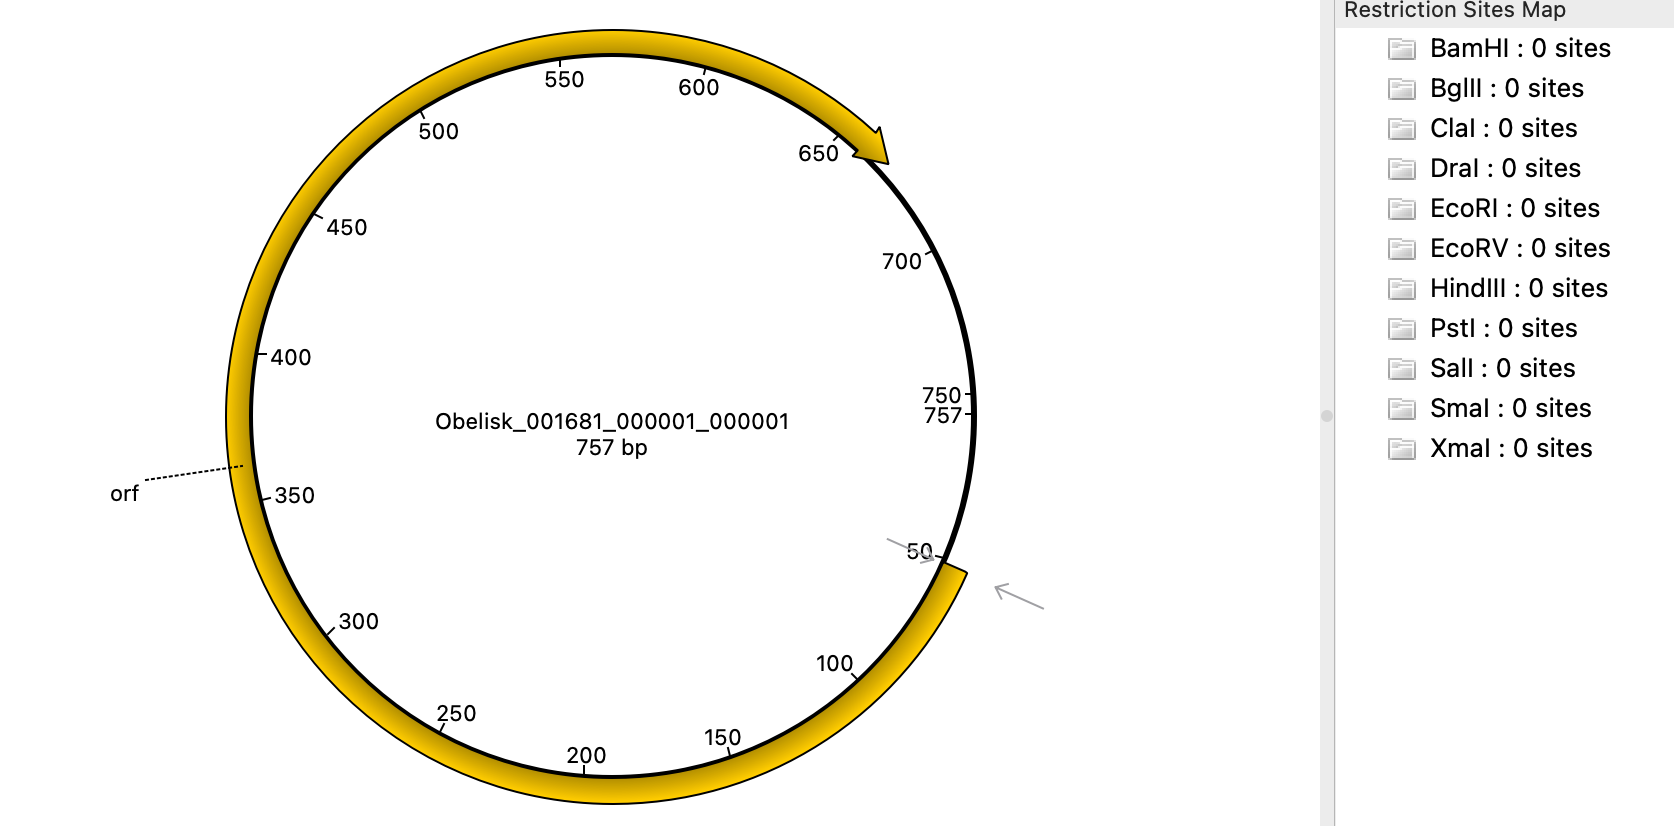 Restriction Sites Map
BamHI : 0 sites
BglII : 0 sites
ClaI : 0 sites
DraI : 0 sites
EcoRI : 0 sites
EcoRV : 0 sites
HindIII : 0 sites
PstI : 0 sites
SalI : 0 sites
SmaI : 0 sites
XmaI : 0 sites
550
600
500
650
450
700
400
750
757
Obelisk_001681_000001_000001
757 bp
orf
350
50
300
100
250
150
200